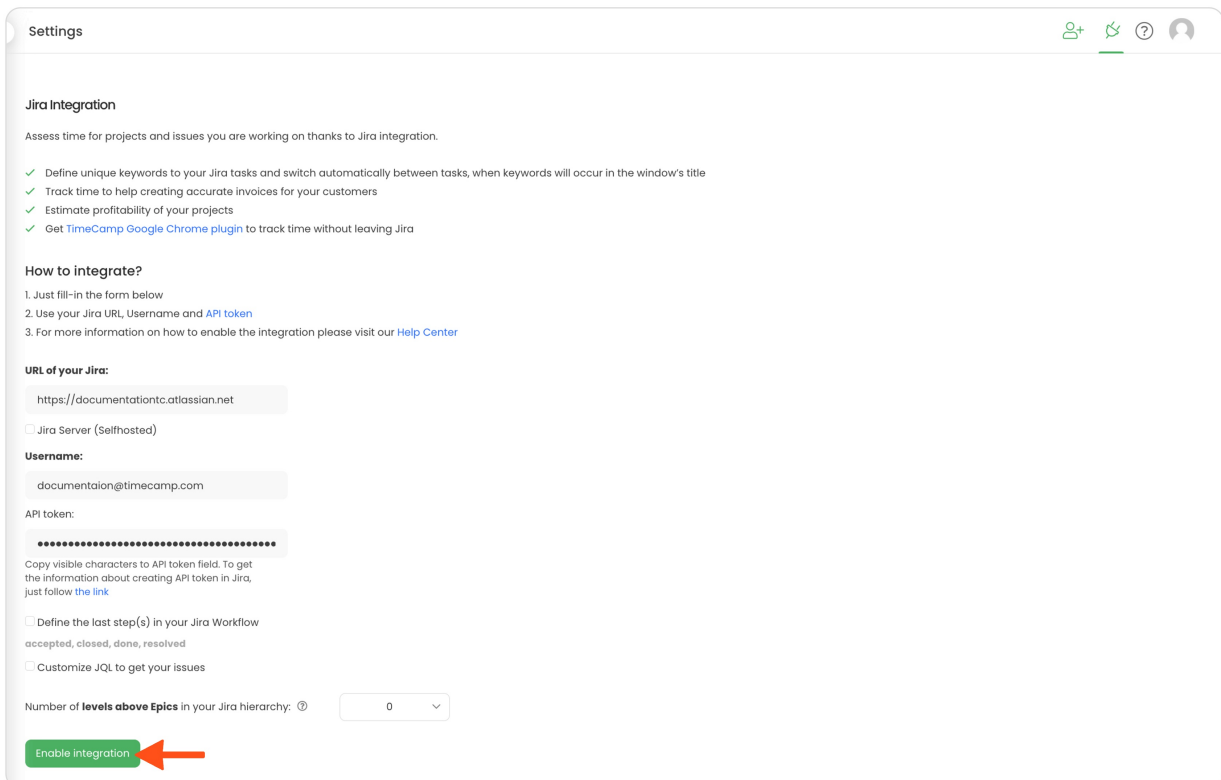 Settings
Jira Integration
Assess time for projects and issues you are working on thanks to Jira integration.
Define unique keywords to your Jira tasks and switch automatically between tasks, when keywords will occur in the window's title
Track time to help creating accurate invoices for your customers
Estimate profitability of your projects
Get TimeCamp Google Chrome plugin to track time without leaving Jira
How to integrate?
1. Just fill-in the form below
2. Use your Jira URL, Username and API token
3. For more information on how to enable the integration please visit our Help Center
URL of your Jira:
https://documentationtc.atlassian.net
Jira Server (Selfhosted)
Username:
documentaion@timecamp.com
API token:
Copy visible characters to API token field. To get
the information about creating API token in Jira,
just follow the link
Define the last step(s) in your Jira Workflow
accepted, closed, done, resolved
Customize JQL to get your issues
Number of levels above Epics in your Jira hierarchy: ? 0
Enable integration